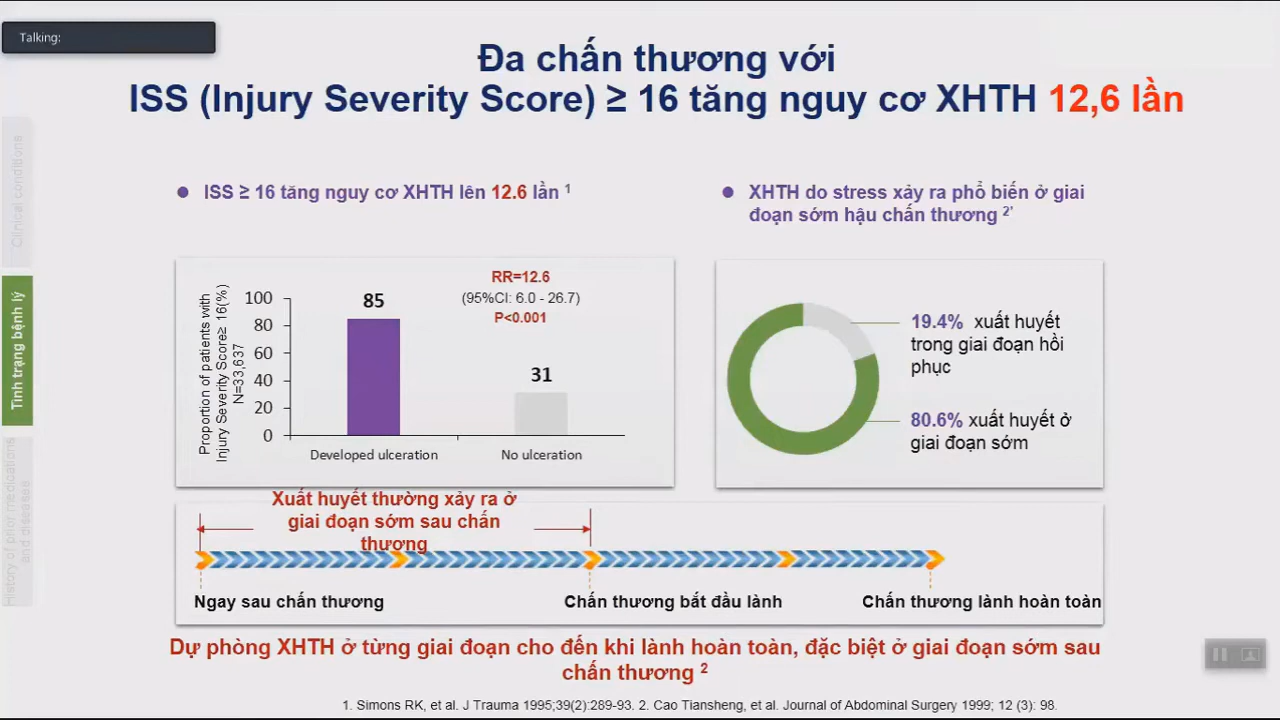 Talking:
Đa chấn thương với
ISS (Injury Severity Score) ≥ 16 tăng nguy cơ XHTH 12,6 lần
Clinical conditions
Tình trạng bệnh lý
History of prior medications
and diseases
ISS ≥ 16 tăng nguy cơ XHTH lên 12.6 lần 1
Proportion of patients with
Injury Severity Score≥ 16(%)
N=33,637
100
80
60
40
20
0
85
31
RR=12.6
(95%CI: 6.0 - 26.7)
P<0.001
Developed ulceration
No ulceration
XHTH do stress xảy ra phổ biến ở giai
đoạn sớm hậu chấn thương 2'
19.4% xuất huyết
trong giai đoạn hồi
phục
80.6% xuất huyết ở
giai đoạn sớm
Xuất huyết thường xảy ra ở
giai đoạn sớm sau chấn
thương
Ngay sau chấn thương
Chấn thương bắt đầu lành
Chấn thương lành hoàn toàn
Dự phòng XHTH ở từng giai đoạn cho đến khi lành hoàn toàn, đặc biệt ở giai đoạn sớm sau
chấn thương 2
1. Simons RK, et al. J Trauma 1995;39(2):289-93. 2. Cao Tiansheng, et al. Journal of Abdominal Surgery 1999; 12 (3): 98.